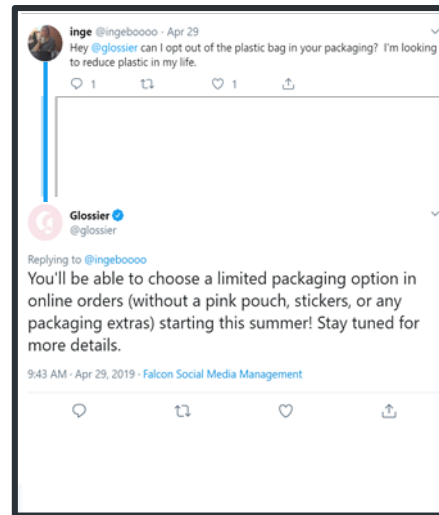 inge @ingeboooo · Apr 29
Hey @glossier can I opt out of the plastic bag in your packaging? I'm looking
to reduce plastic in my life.
1 1
Glossier
@glossier
Replying to @ingeboooo
You'll be able to choose a limited packaging option in
online orders (without a pink pouch, stickers, or any
packaging extras) starting this summer! Stay tuned for
more details.
9:43 AM · Apr 29, 2019 · Falcon Social Media Management